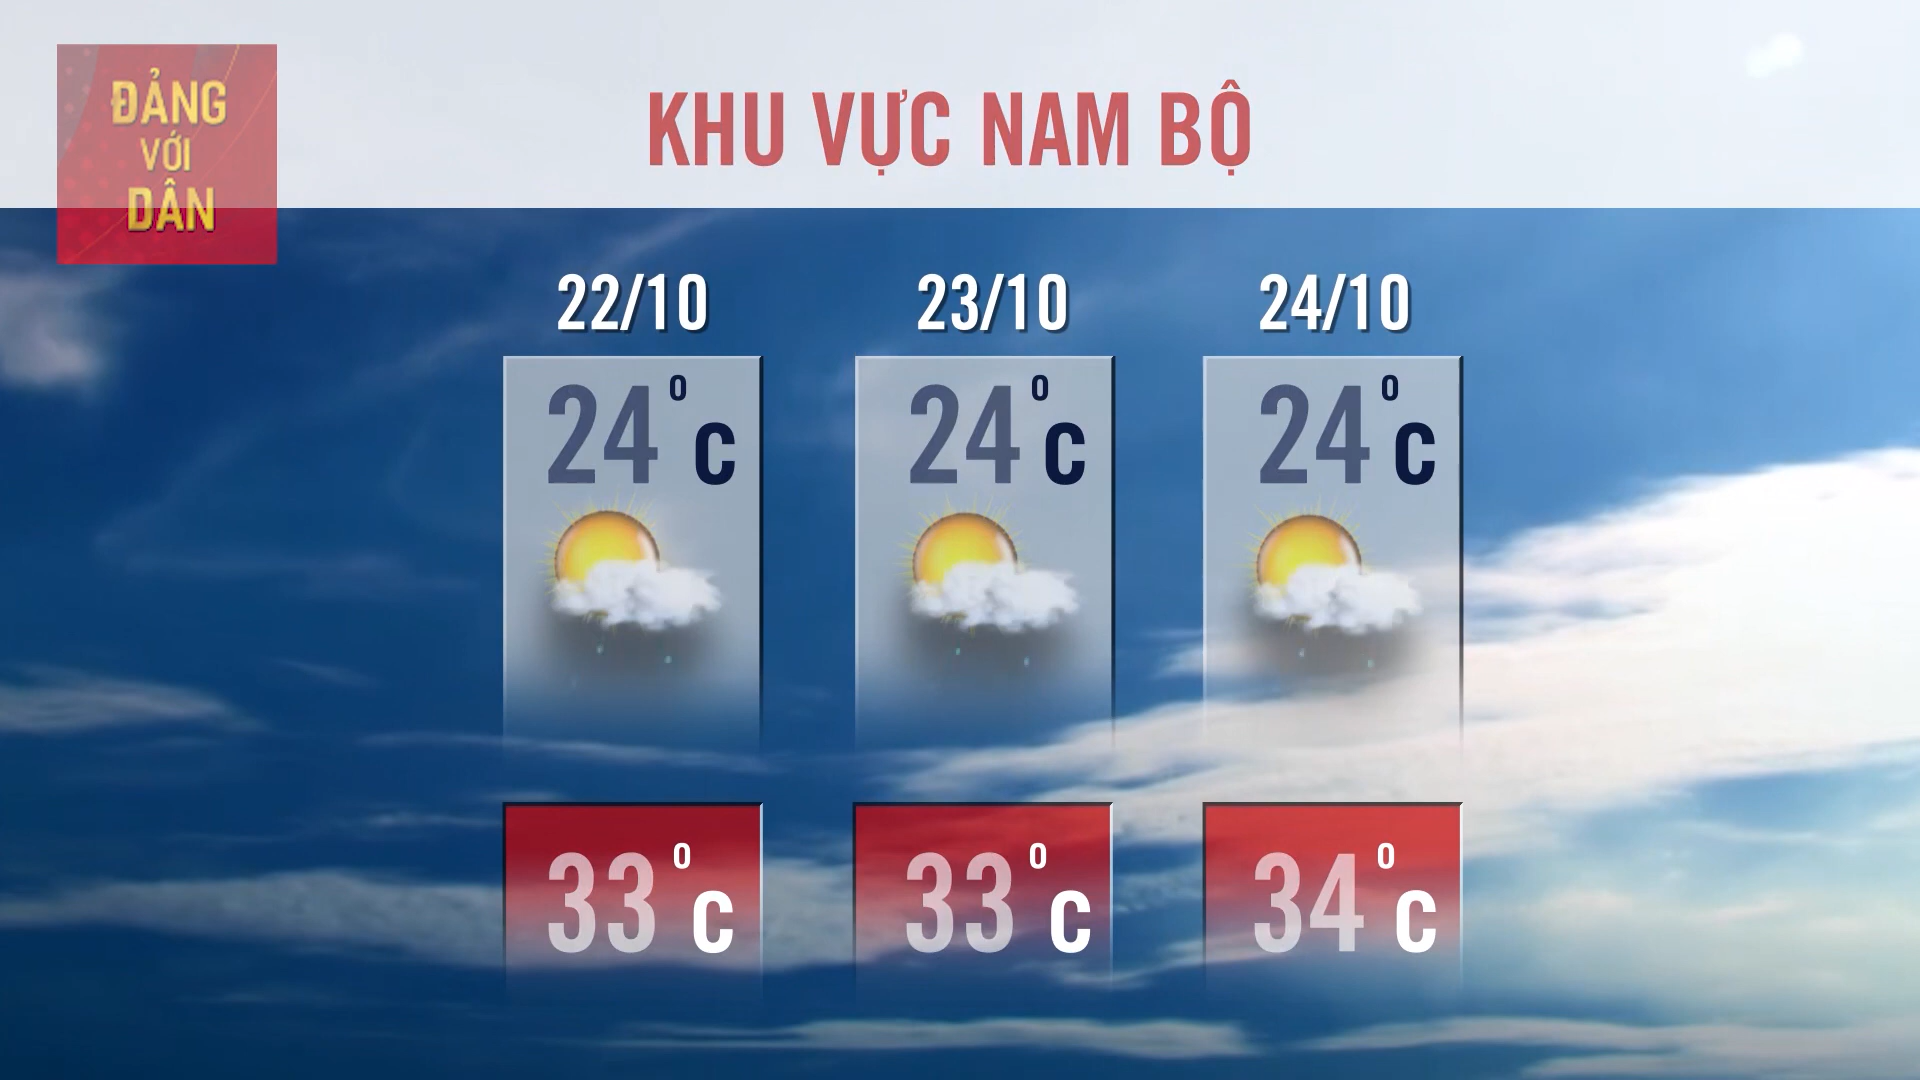 ĐẢNG
VỚI
DÂN
KHU VỰC NAM BỘ
22/10 23/10 24/10
24°C 24°C 24°C
33°C 33°C 34°C